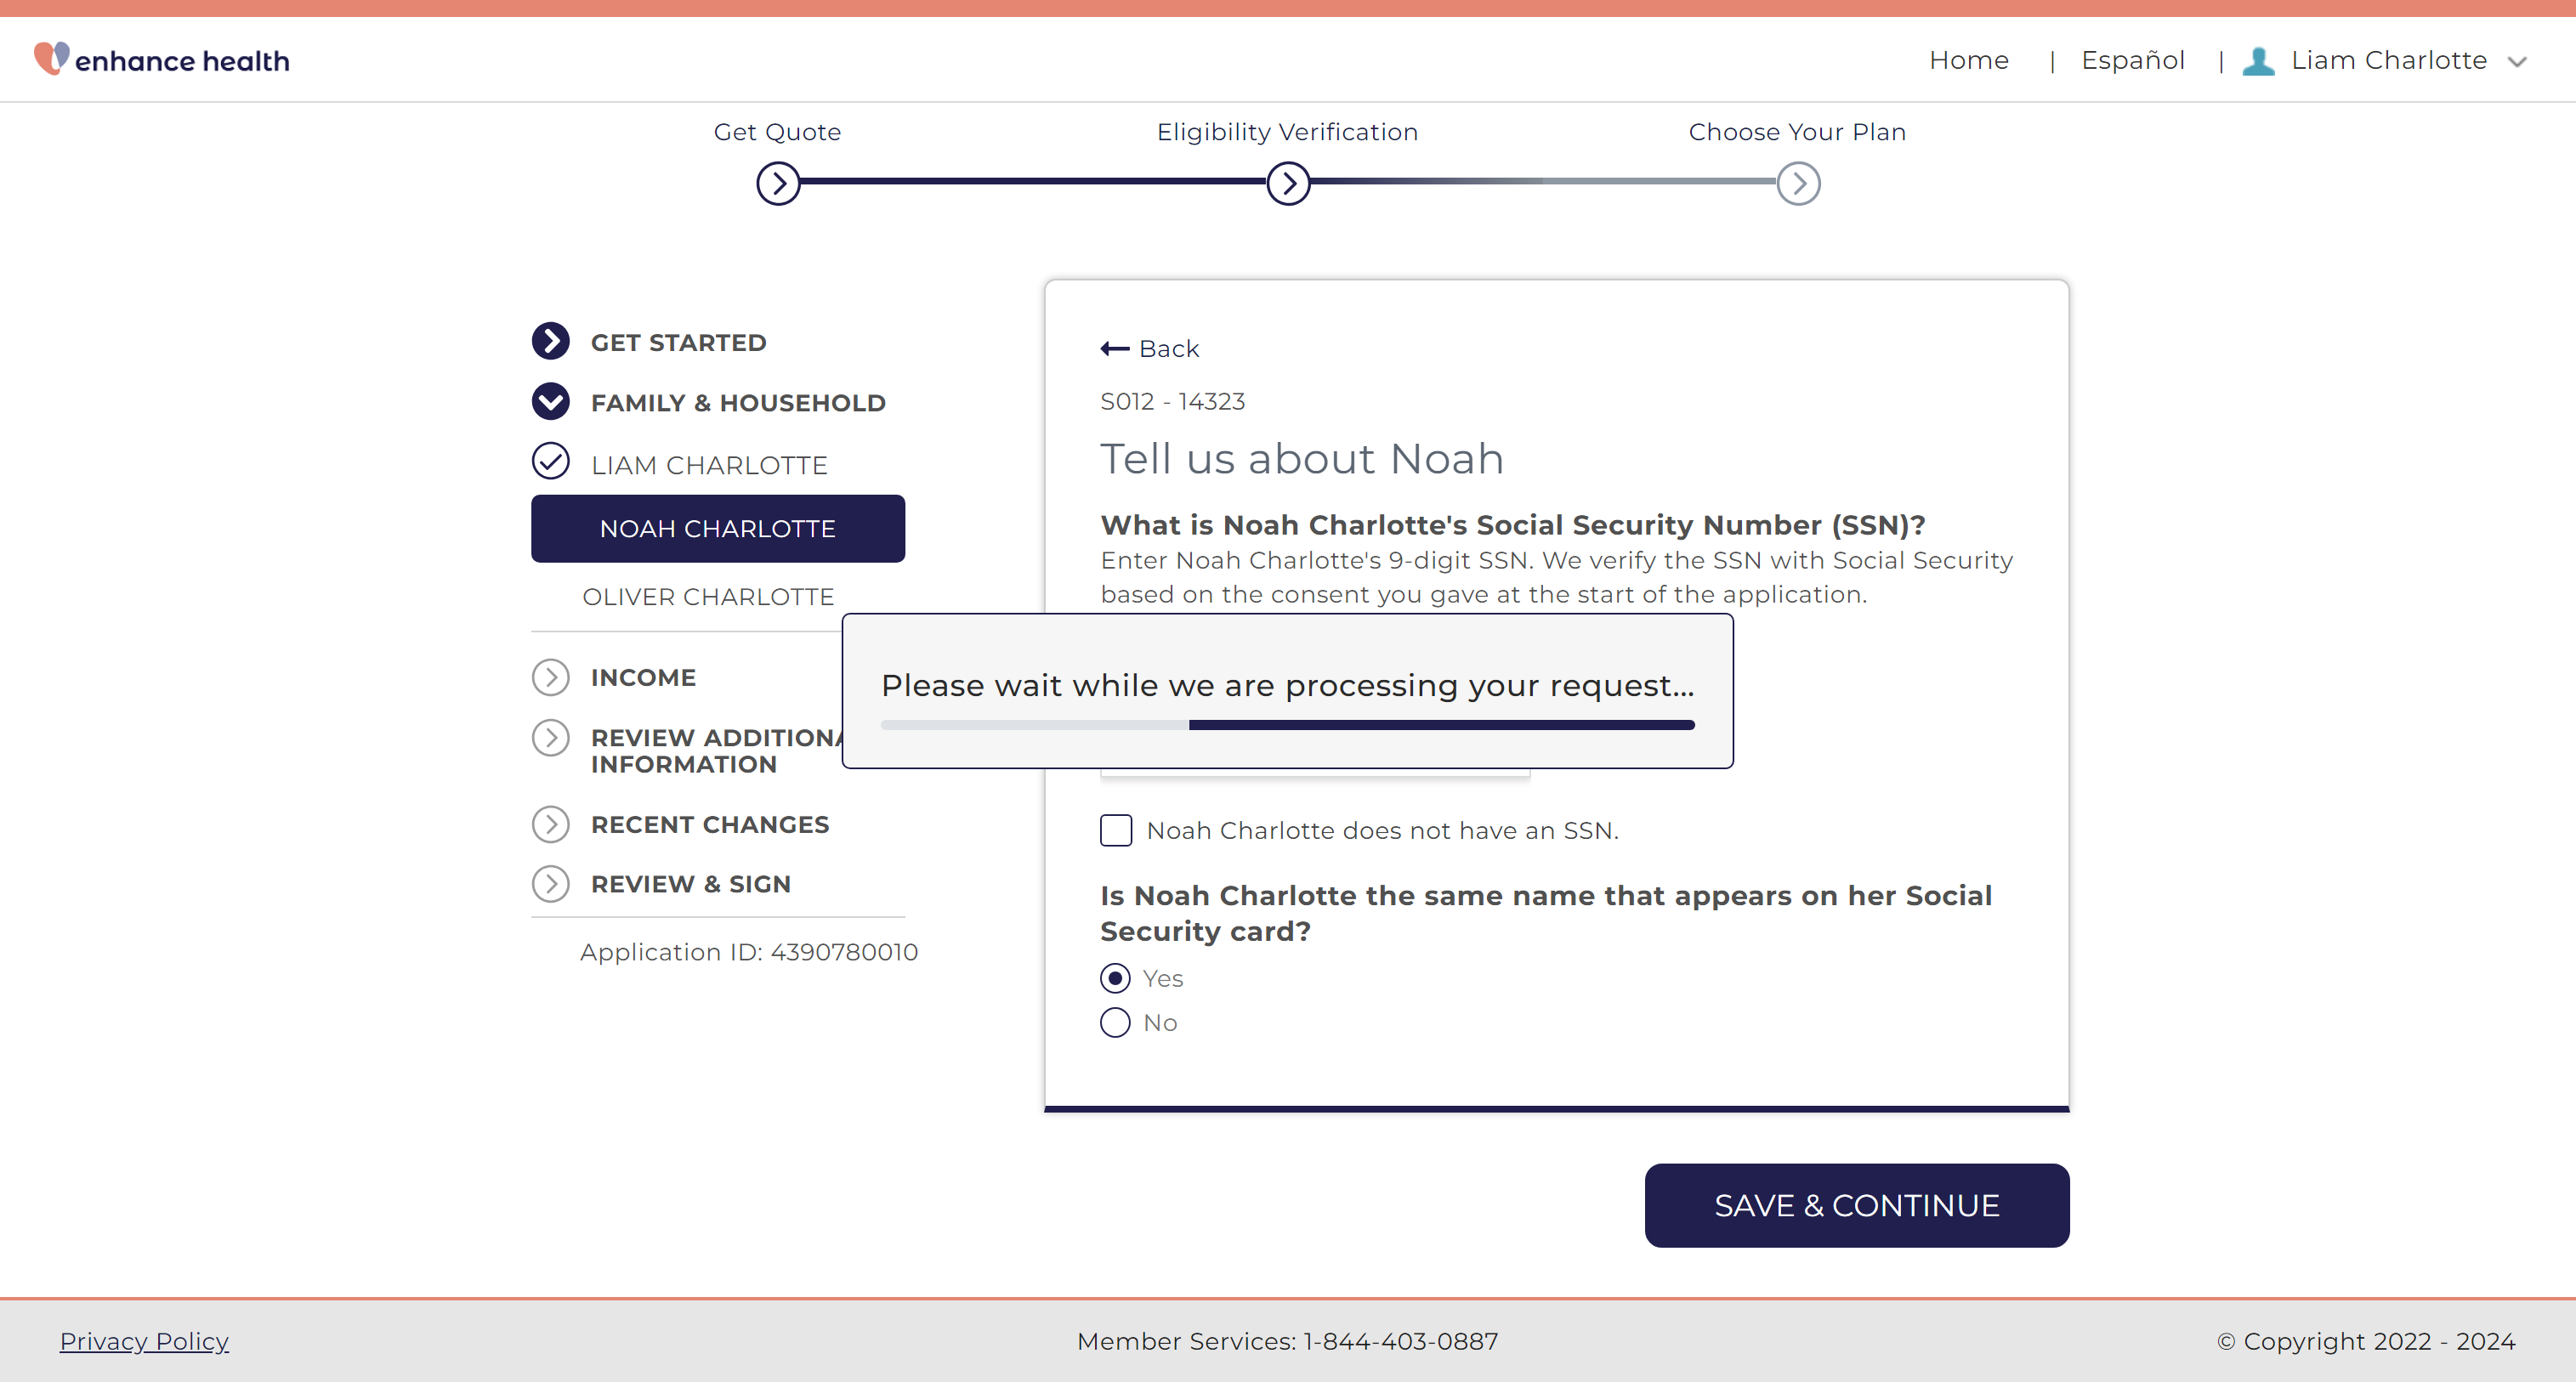 enhance health
Home | Español | Liam Charlotte
Get Quote
Eligibility Verification
Choose Your Plan
GET STARTED
FAMILY & HOUSEHOLD
LIAM CHARLOTTE
NOAH CHARLOTTE
OLIVER CHARLOTTE
INCOME
REVIEW ADDITIONA
INFORMATION
RECENT CHANGES
REVIEW & SIGN
Application ID: 4390780010
Back
S012 - 14323
Tell us about Noah
What is Noah Charlotte's Social Security Number (SSN)?
Enter Noah Charlotte's 9-digit SSN. We verify the SSN with Social Security
based on the consent you gave at the start of the application.
Please wait while we are processing your request...
Noah Charlotte does not have an SSN.
Is Noah Charlotte the same name that appears on her Social
Security card?
Yes
No
SAVE & CONTINUE
Privacy Policy
Member Services: 1-844-403-0887
© Copyright 2022 - 2024